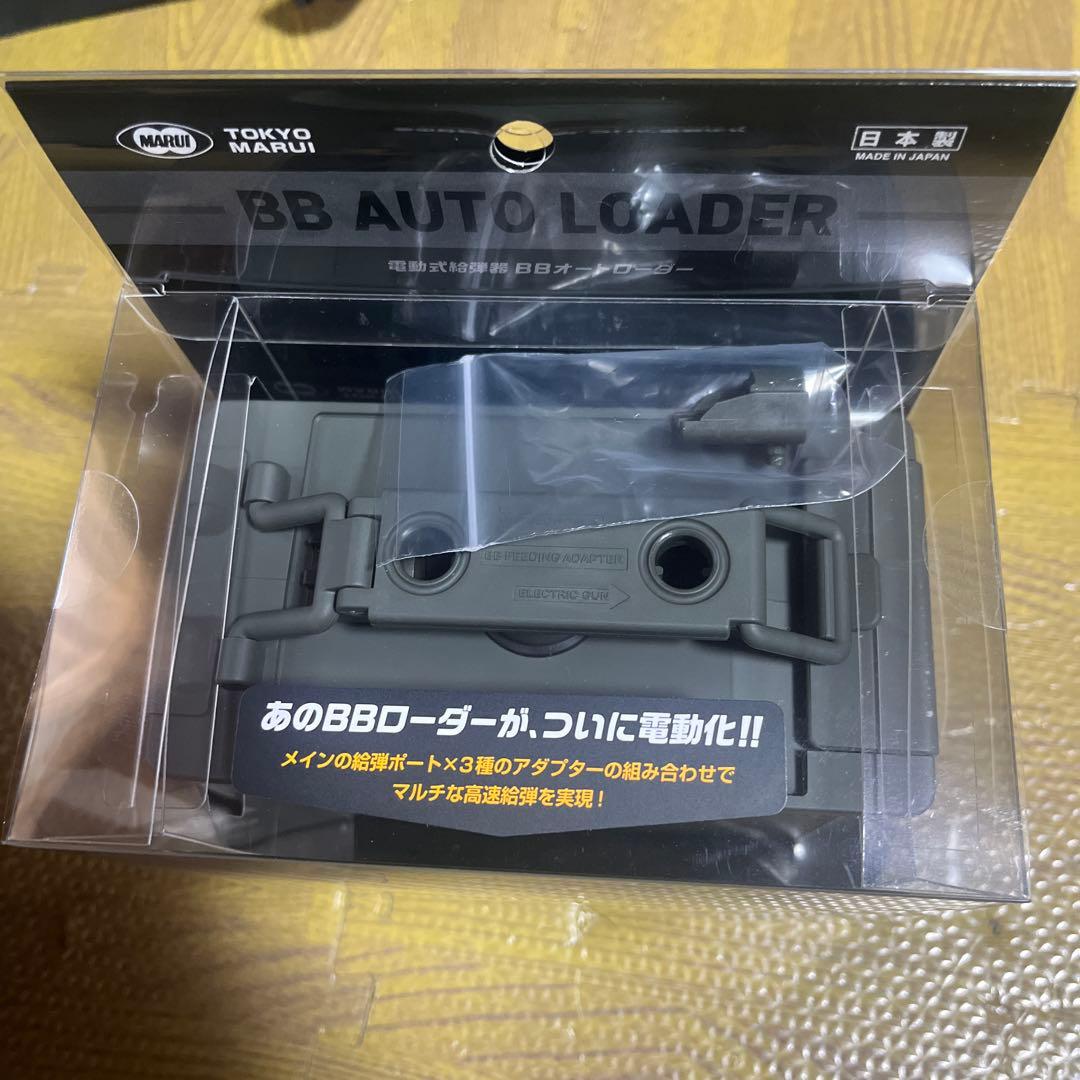 MARUI
TOKYO
MARUI
日本製
MADE IN JAPAN
BB AUTO LOADER
電動式給弾器 BBオートローダー
BB FEEDING ADAPTER
ELECTRIC GUN
あのBBローダーが、ついに電動化!!
メインの給弾ポート×3種のアダプターの組み合わせで
マルチな高速給弾を実現!